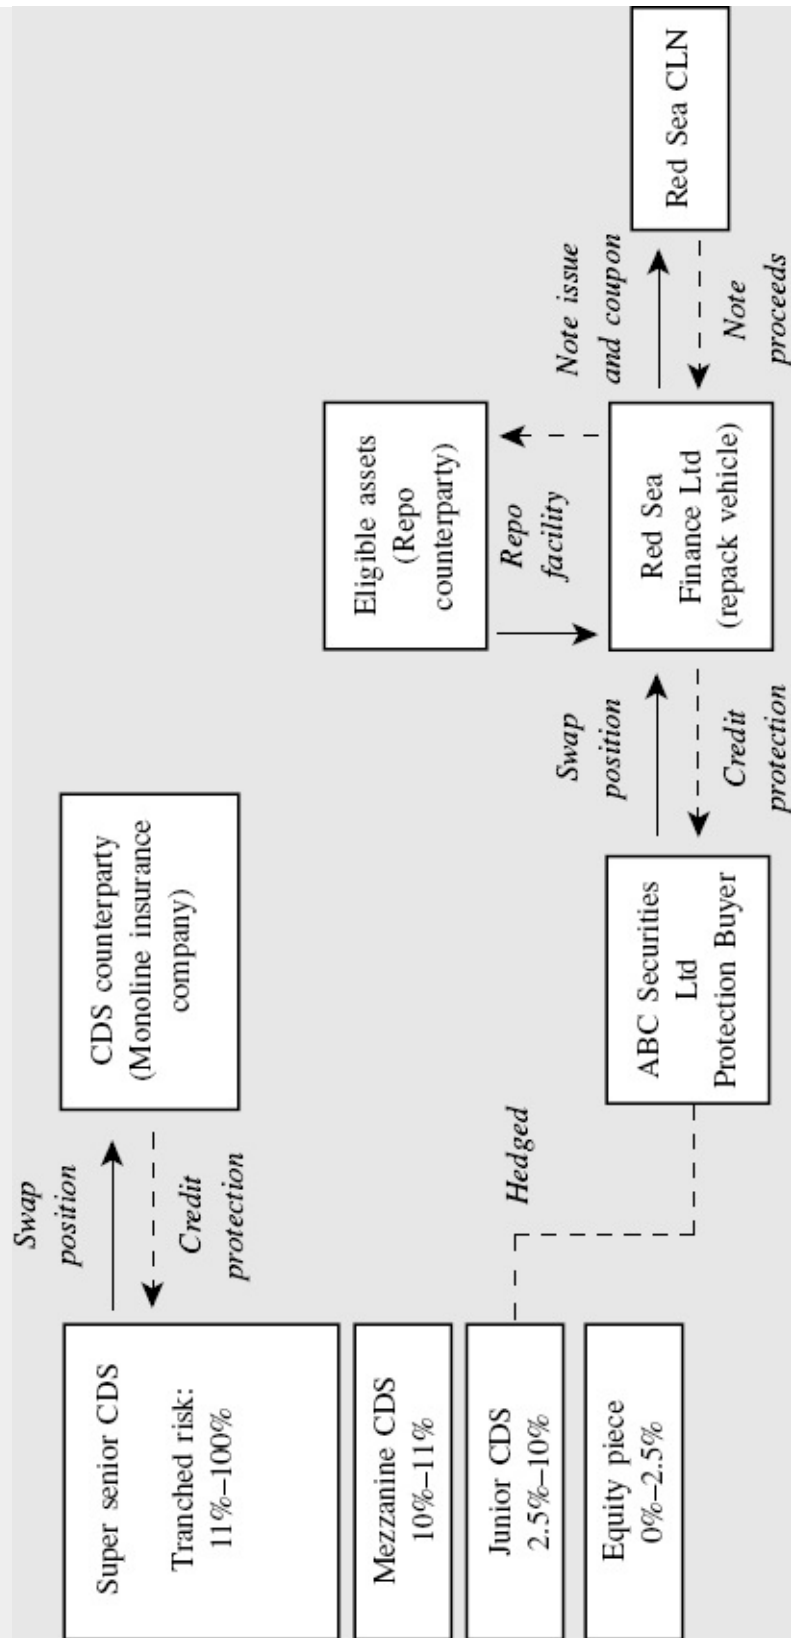 Super senior CDS
Tranched risk:
11%–100%
Swap
position
Credit
protection
CDS counterparty
(Monoline insurance
company)
Mezzanine CDS
10%–11%
Junior CDS
2.5%–10%
Equity piece
0%–2.5%
Hedged
ABC Securities
Ltd
Protection Buyer
Swap
position
Credit
protection
Eligible assets
(Repo
counterparty)
Repo
facility
Red Sea
Finance Ltd
(repack vehicle)
Note issue
and coupon
Note
proceeds
Red Sea CLN